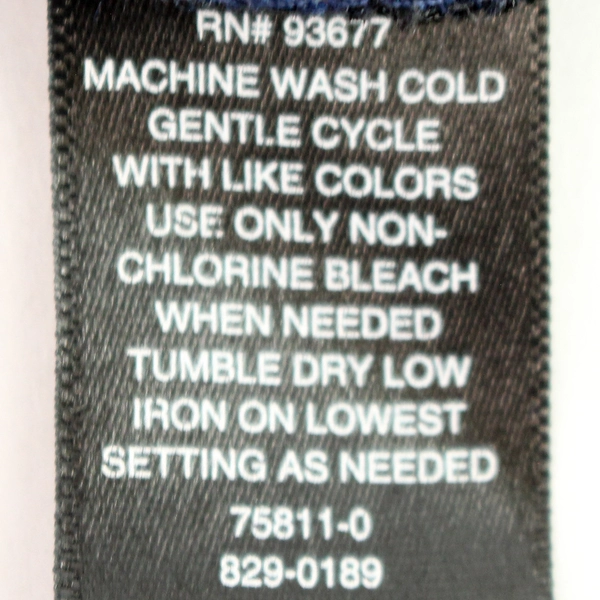 RN# 93677
MACHINE WASH COLD
GENTLE CYCLE
WITH LIKE COLORS
USE ONLY NON-
CHLORINE BLEACH
WHEN NEEDED
TUMBLE DRY LOW
IRON ON LOWEST
SETTING AS NEEDED
75811-0
829-0189